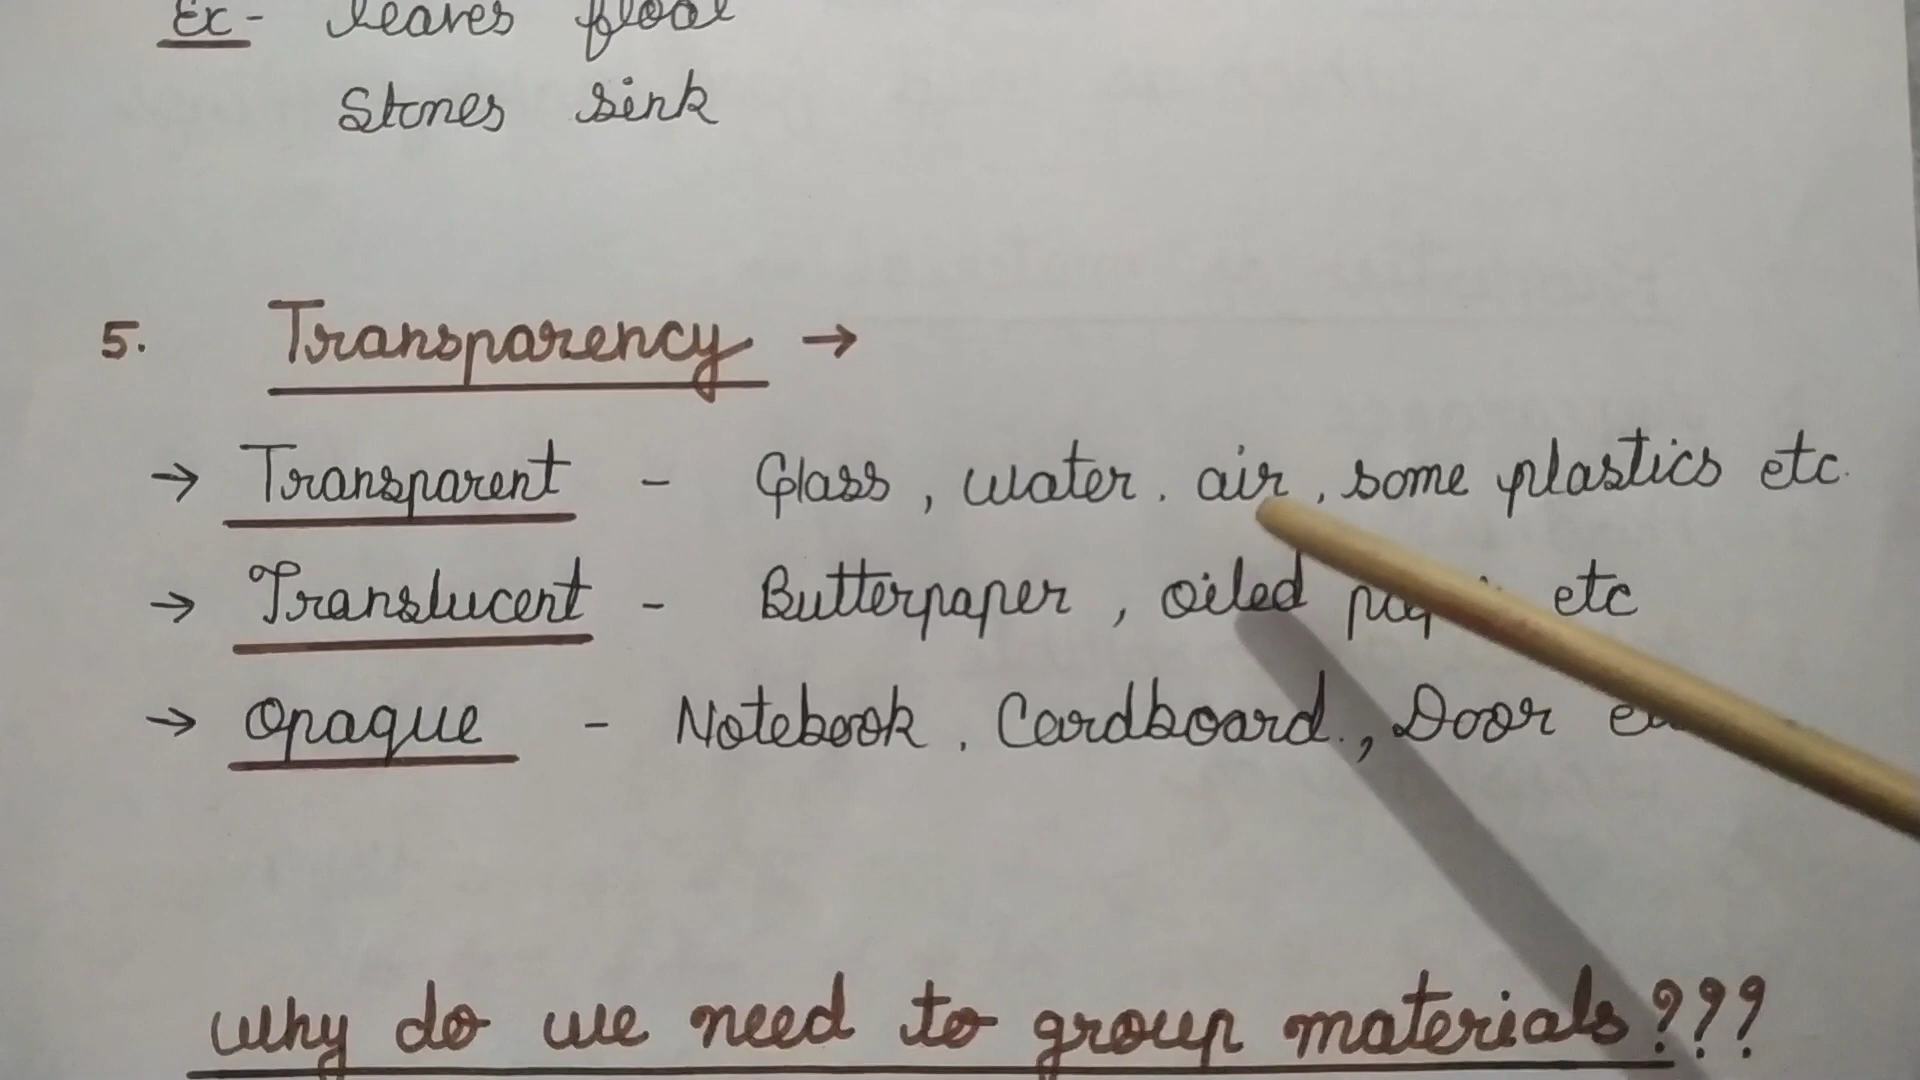 Ex - leaves float
Stones sink
5. Transparency →
→ Transparent - Glass, water, air, some plastics etc.
→ Translucent - Butterpaper, oiled etc
→ Opaque - Notebook, Cardboard, Door
Why do we need to group materials???